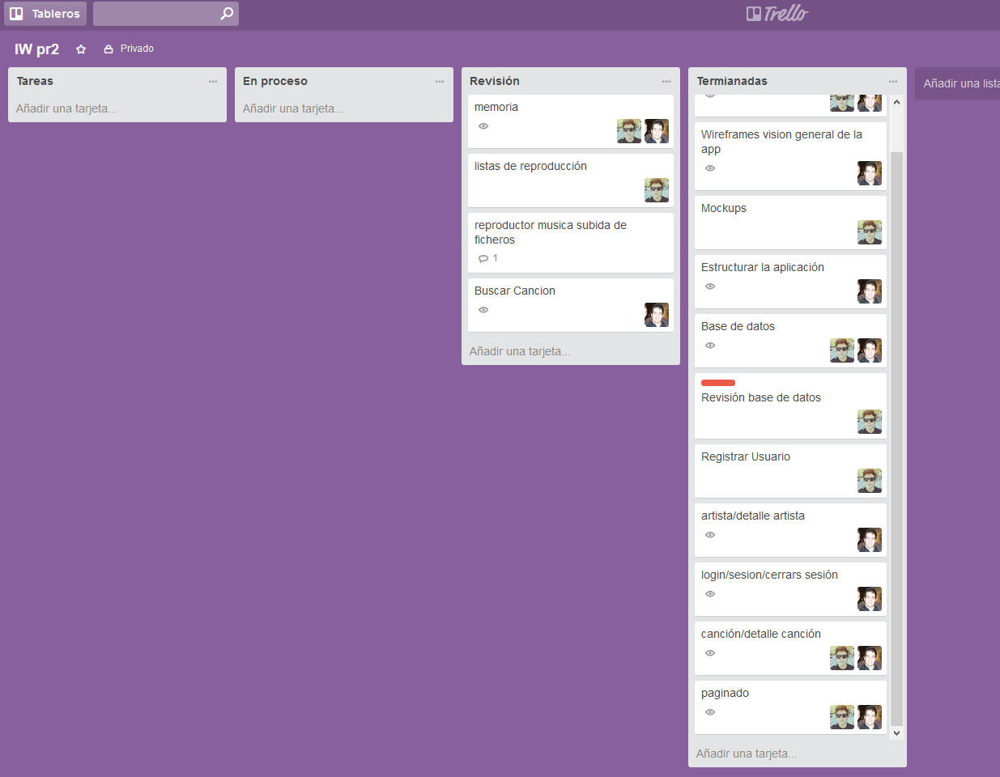 Tableros
Trello
IW pr2
Privado
Tareas
Añadir una tarjeta...
En proceso
Añadir una tarjeta...
Revisión
memoria
listas de reproducción
reproductor musica subida de
ficheros
1
Buscar Cancion
Añadir una tarjeta...
Termianadas
Wireframes vision general de la
app
Mockups
Estructurar la aplicación
Base de datos
Revisión base de datos
Registrar Usuario
artista/detalle artista
login/sesion/cerrars sesión
canción/detalle canción
paginado
Añadir una tarjeta...
Añadir una lista